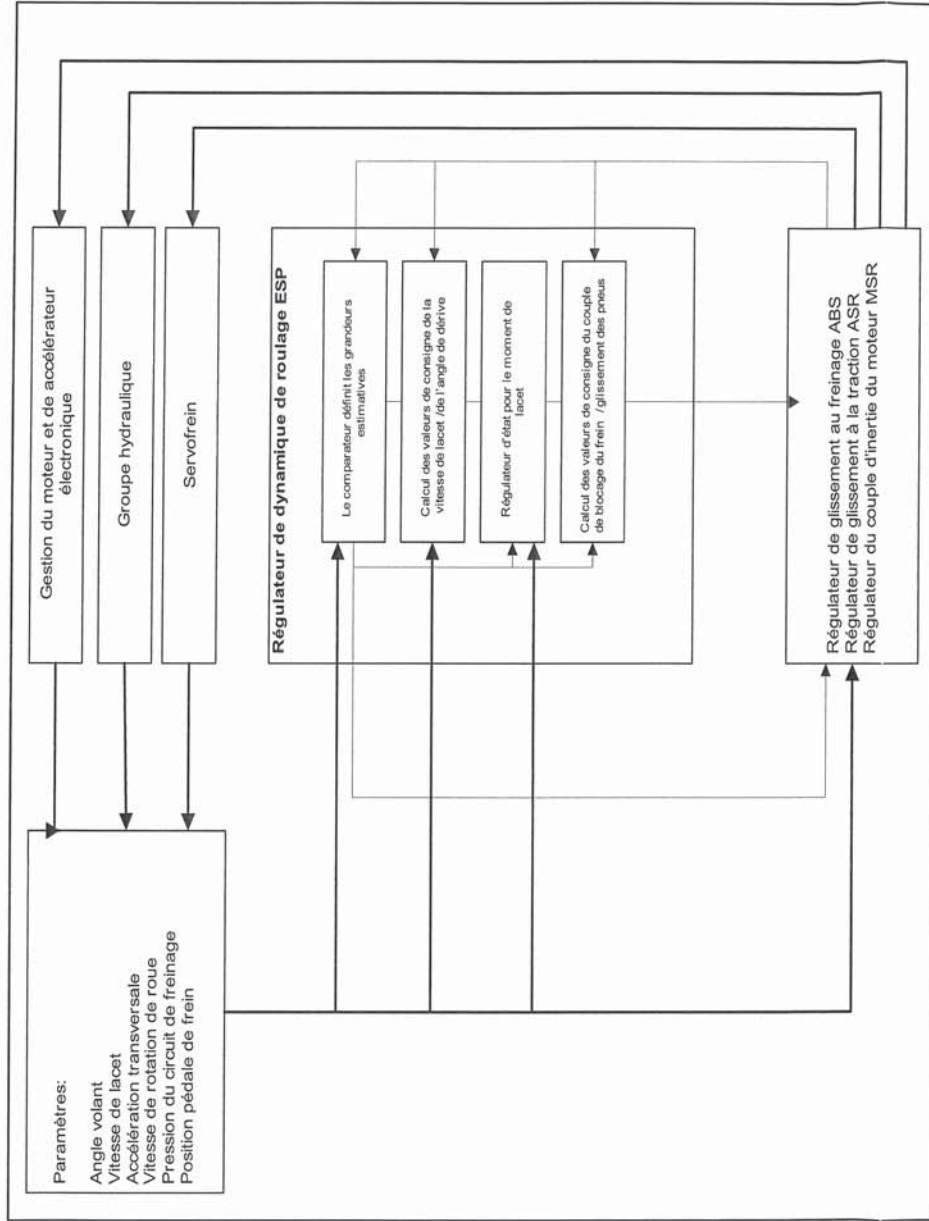 Paramètres:
Angle volant
Vitesse de lacet
Accélération transversale
Vitesse de rotation de roue
Pression du circuit de freinage
Position pédale de frein
Gestion du moteur et de accélérateur
électronique
Groupe hydraulique
Servofrein
Régulateur de dynamique de roulage ESP
Le comparateur définit les grandeurs
estimatives
Calcul des valeurs de consigne de la
vitesse de lacet /de l'angle de dérive
Régulateur d'état pour le moment de
lacet
Calcul des valeurs de consigne du couple
de blocage du frein /glissement des pneus
Régulateur de glissement au freinage ABS
Régulateur de glissement à la traction ASR
Régulateur du couple d'inertie du moteur MSR